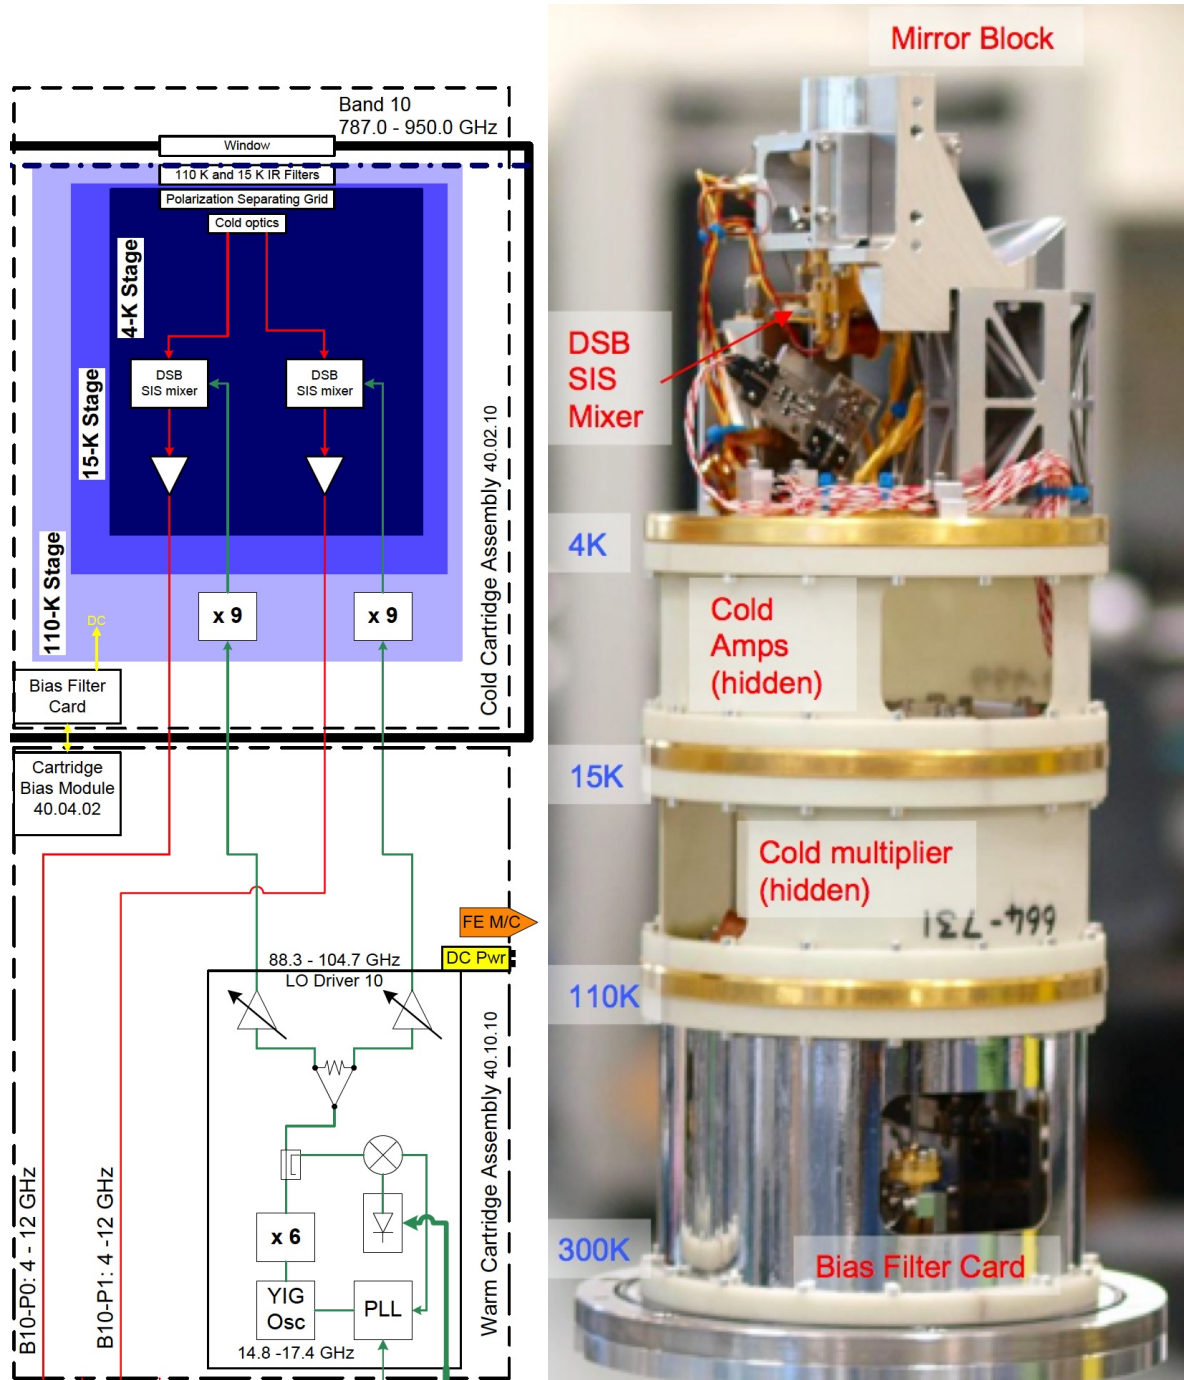 Band 10
787.0 - 950.0 GHz
Window
110 K and 15 K IR Filters
Polarization Separating Grid
Cold optics
4-K Stage
15-K Stage
110-K Stage
DSB
SIS mixer
DSB
SIS mixer
x 9
x 9
DC
Bias Filter
Card
Cold Cartridge Assembly 40.02.10
Cartridge
Bias Module
40.04.02
FE M/C
DC Pwr
88.3 - 104.7 GHz
LO Driver 10
x 6
YIG
Osc
PLL
14.8 -17.4 GHz
B10-P0: 4 - 12 GHz
B10-P1: 4 -12 GHz
Warm Cartridge Assembly 40.10.10
Mirror Block
DSB
SIS
Mixer
4K
Cold
Amps
(hidden)
15K
Cold multiplier
(hidden)
664-731
110K
300K
Bias Filter Card